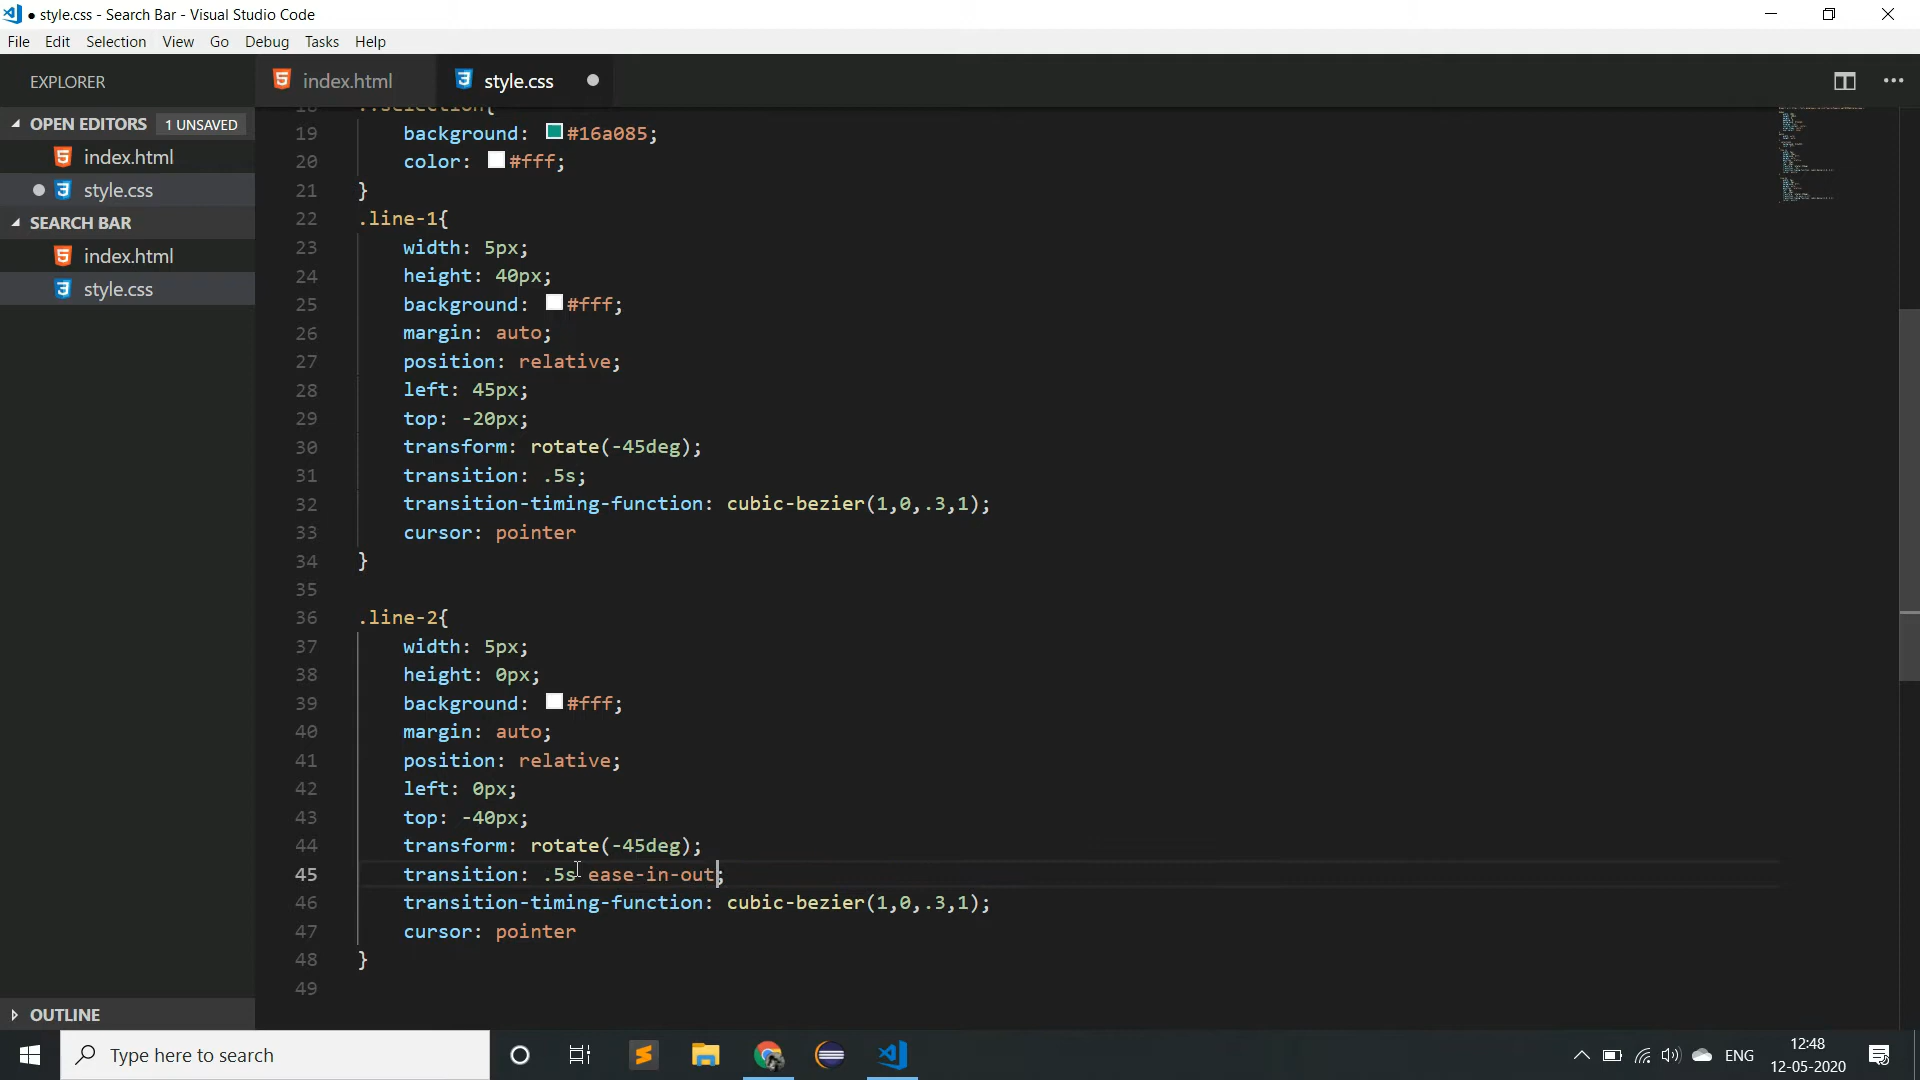 style.css - Search Bar - Visual Studio Code
File Edit Selection View Go Debug Tasks Help
EXPLORER
index.html
style.css
OPEN EDITORS 1 UNSAVED
index.html
style.css
SEARCH BAR
index.html
style.css
OUTLINE
::selection{
19 background: #16a085;
20 color: #fff;
21 }
22 .line-1{
23 width: 5px;
24 height: 40px;
25 background: #fff;
26 margin: auto;
27 position: relative;
28 left: 45px;
29 top: -20px;
30 transform: rotate(-45deg);
31 transition: .5s;
32 transition-timing-function: cubic-bezier(1,0,.3,1);
33 cursor: pointer
34 }
35
36 .line-2{
37 width: 5px;
38 height: 0px;
39 background: #fff;
40 margin: auto;
41 position: relative;
42 left: 0px;
43 top: -40px;
44 transform: rotate(-45deg);
45 transition: .5s ease-in-out;
46 transition-timing-function: cubic-bezier(1,0,.3,1);
47 cursor: pointer
48 }
49
Type here to search
ENG
12:48
12-05-2020